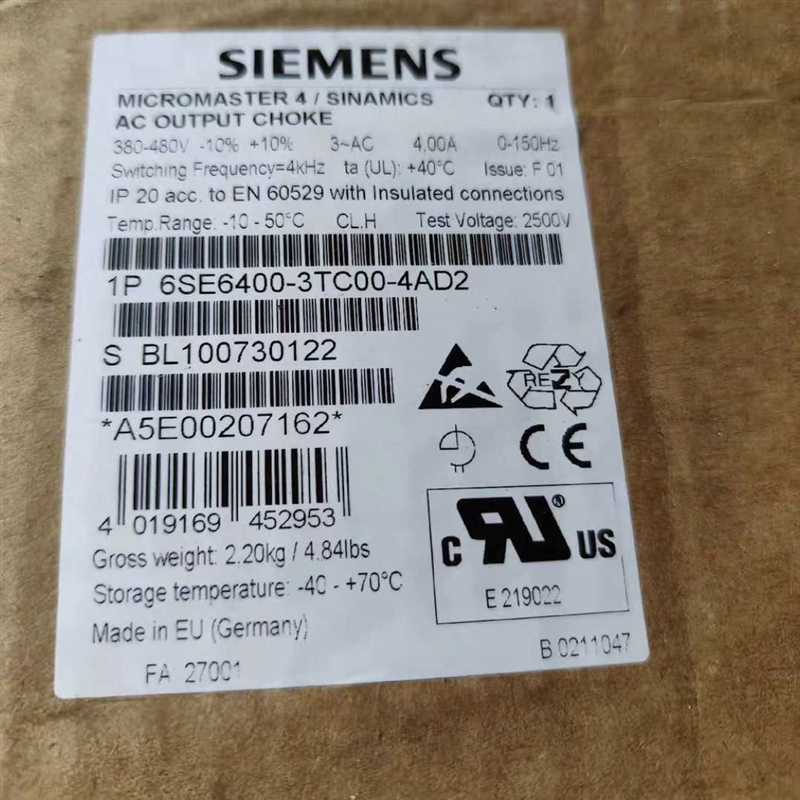 SIEMENS
MICROMASTER 4 / SINAMICS QTY: 1
AC OUTPUT CHOKE
380-480V -10% +10% 3~AC 4,00A 0-150Hz
Switching Frequency=4kHz ta (UL): +40°C Issue: F 01
IP 20 acc. to EN 60529 with Insulated connections
Temp.Range: -10 - 50°C CL.H Test Voltage: 2500V
1P 6SE6400-3TC00-4AD2
S BL100730122
*A5E00207162*
REZY
CE
4 019169 452953
Gross weight: 2.20kg / 4.84lbs
Storage temperature: -40 - +70°C
Made in EU (Germany)
FA 27001
C RU® US
E 219022
B 0211047